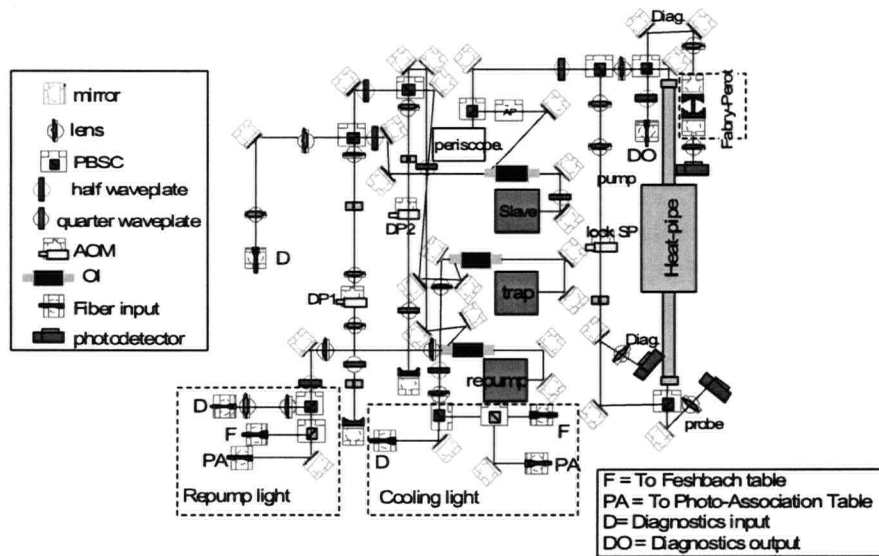 mirror
lens
PBSC
half waveplate
quarter waveplate
AOM
OI
Fiber input
photodetector
Diag.
Fabry-Perot
AP
periscope.
DO
pump
Slave
D
DP2
lock SP
Heat-pipe
trap
DP1
Diag.
repump
probe
D
F
PA
Repump light
F
D
PA
Cooling light
F = To Feshbach table
PA = To Photo-Association Table
D= Diagnostics input
DO = Diagnostics output